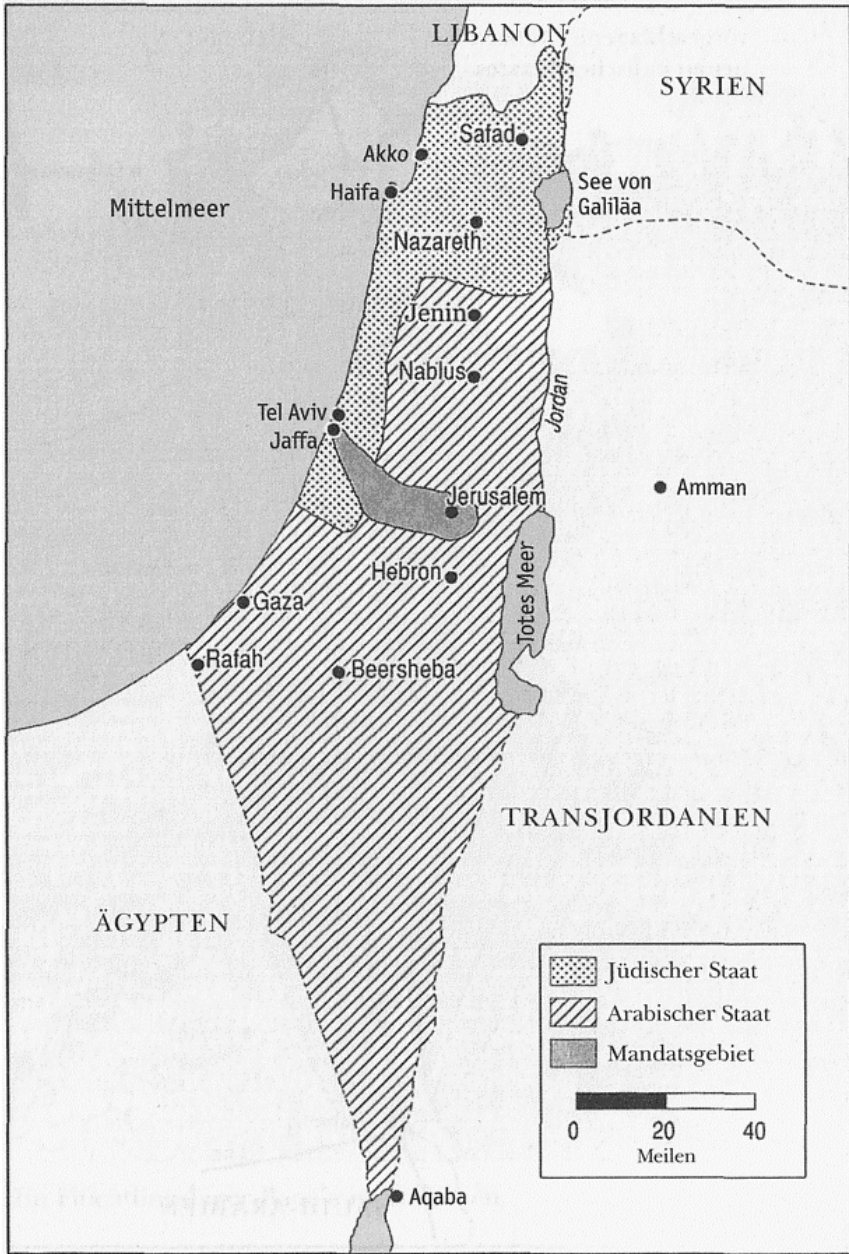 LIBANON
SYRIEN
Safad
Akko
Haifa
See von
Galiläa
Mittelmeer
Nazareth
Jenin
Nablus
Jordan
Tel Aviv
Jaffa
Jerusalem
Amman
Hebron
Totes Meer
Gaza
Rafah
Beersheba
TRANSJORDANIEN
ÄGYPTEN
Jüdischer Staat
Arabischer Staat
Mandatsgebiet
0 20 40
Meilen
Aqaba